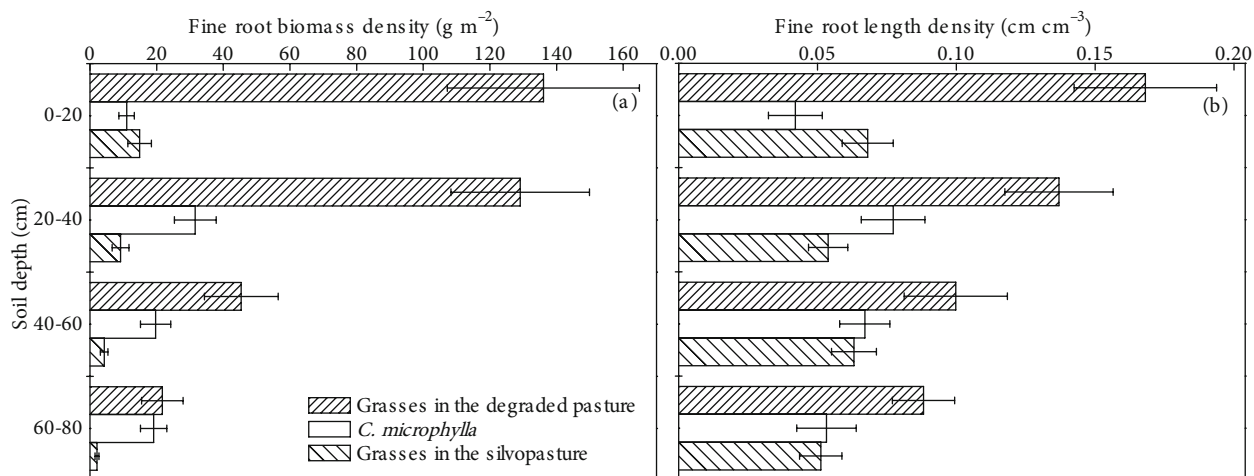 Fine root biomass density (g m⁻²)
0 20 40 60 80 100 120 140 160
(a)
Soil depth (cm)
0-20
20-40
40-60
60-80
Grasses in the degraded pasture
C. microphylla
Grasses in the silvopasture
Fine root length density (cm cm⁻³)
0.00 0.05 0.10 0.15 0.20
(b)